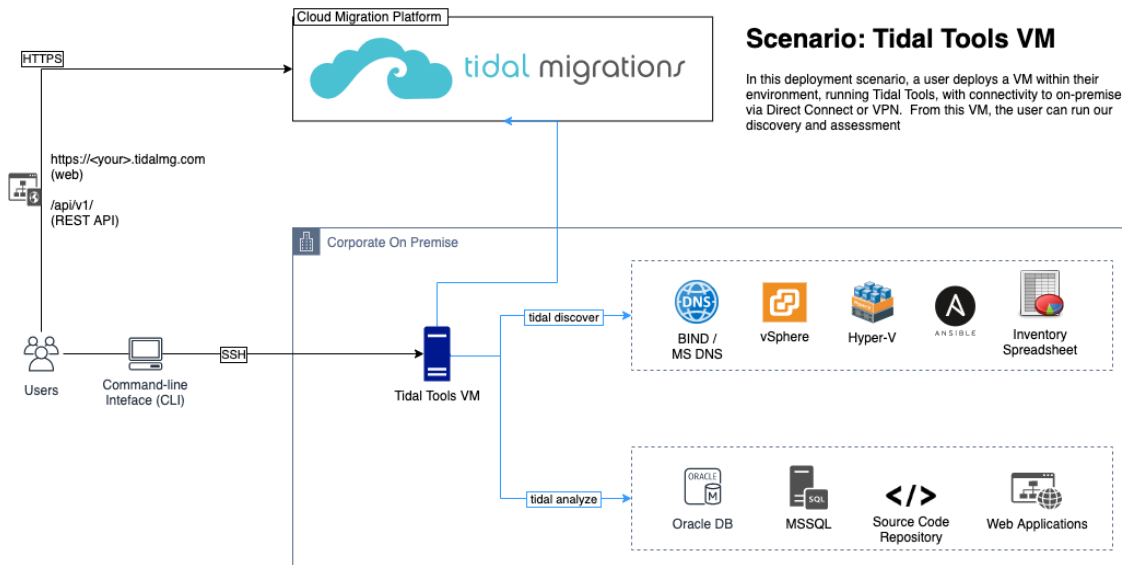 Cloud Migration Platform
tidal migrations
Scenario: Tidal Tools VM
In this deployment scenario, a user deploys a VM within their
environment, running Tidal Tools, with connectivity to on-premise
via Direct Connect or VPN. From this VM, the user can run our
discovery and assessment
HTTPS
https://<your>.tidalmg.com
(web)
/api/v1/
(REST API)
Corporate On Premise
tidal discover
DNS
BIND /
MS DNS
vSphere
Hyper-V
ANSIBLE
Inventory
Spreadsheet
Users
Command-line
Inteface (CLI)
SSH
Tidal Tools VM
tidal analyze
ORACLE
M
Oracle DB
SQL
MSSQL
</>
Source Code
Repository
Web Applications